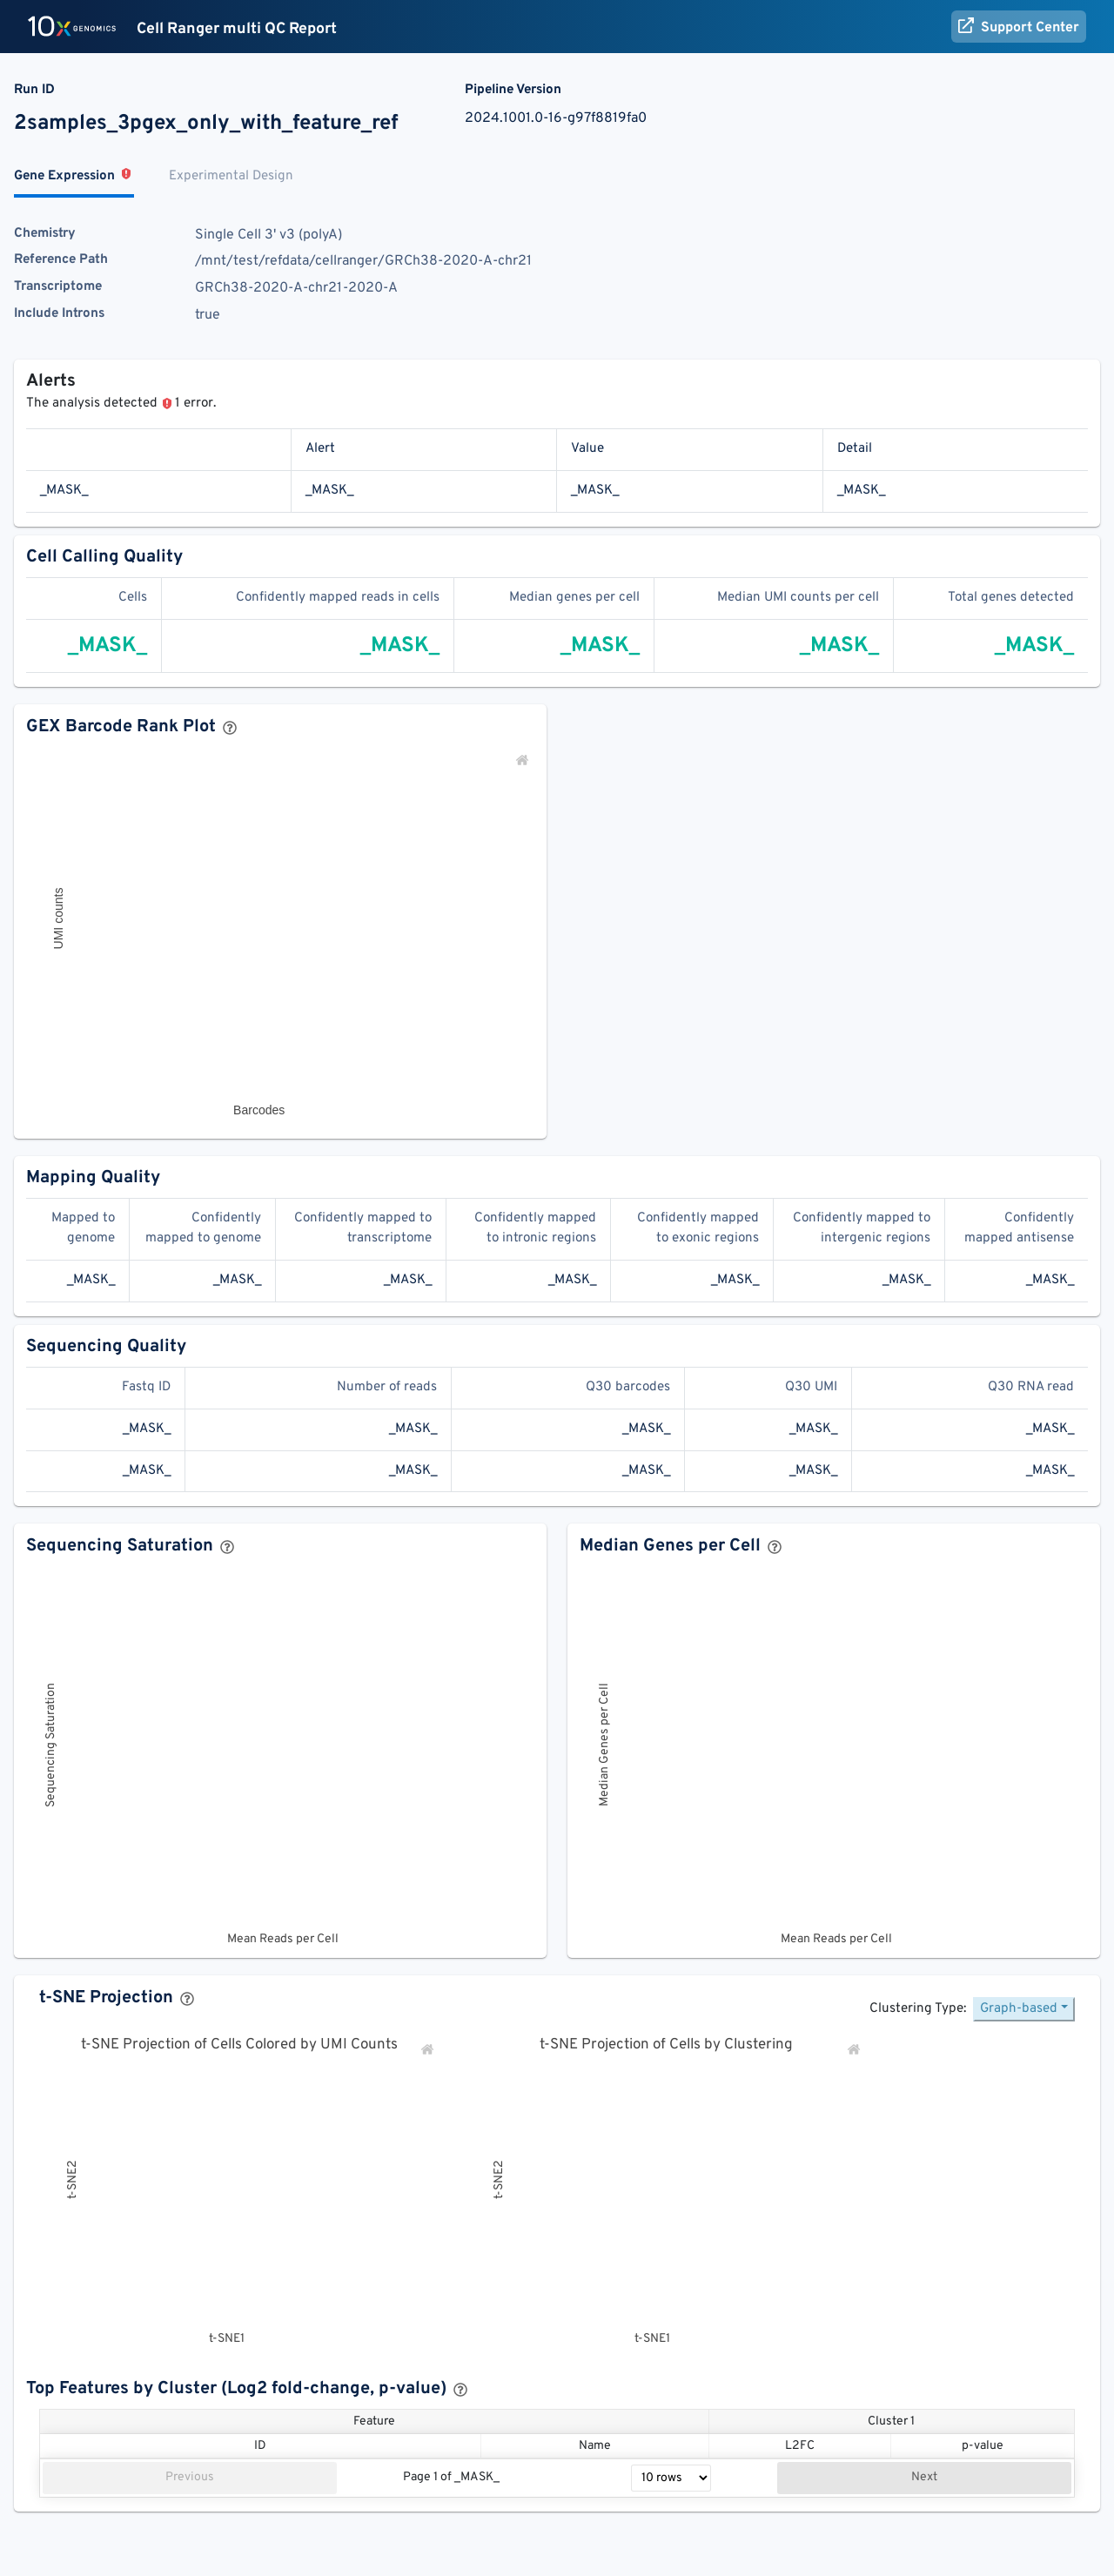 10x GENOMICS Cell Ranger multi QC Report Support Center
Run ID Pipeline Version
2samples_3pgex_only_with_feature_ref 2024.1001.0-16-g97f8819fa0
Gene Expression Experimental Design
Chemistry Single Cell 3' v3 (polyA)
Reference Path /mnt/test/refdata/cellranger/GRCh38-2020-A-chr21
Transcriptome GRCh38-2020-A-chr21-2020-A
Include Introns true
Alerts
The analysis detected 1 error.
Alert Value Detail
_MASK_ _MASK_ _MASK_ _MASK_
Cell Calling Quality
Cells Confidently mapped reads in cells Median genes per cell Median UMI counts per cell Total genes detected
_MASK_ _MASK_ _MASK_ _MASK_ _MASK_
GEX Barcode Rank Plot
UMI counts
Barcodes
Mapping Quality
Mapped to Confidently Confidently mapped to Confidently mapped Confidently mapped Confidently mapped to Confidently
genome mapped to genome transcriptome to intronic regions to exonic regions intergenic regions mapped antisense
_MASK_ _MASK_ _MASK_ _MASK_ _MASK_ _MASK_ _MASK_
Sequencing Quality
Fastq ID Number of reads Q30 barcodes Q30 UMI Q30 RNA read
_MASK_ _MASK_ _MASK_ _MASK_ _MASK_
_MASK_ _MASK_ _MASK_ _MASK_ _MASK_
Sequencing Saturation Median Genes per Cell
Sequencing Saturation Median Genes per Cell
Mean Reads per Cell Mean Reads per Cell
t-SNE Projection
Clustering Type: Graph-based
t-SNE Projection of Cells Colored by UMI Counts t-SNE Projection of Cells by Clustering
t-SNE2 t-SNE2
t-SNE1 t-SNE1
Top Features by Cluster (Log2 fold-change, p-value)
Feature Cluster 1
ID Name L2FC p-value
Previous Page 1 of _MASK_ 10 rows Next